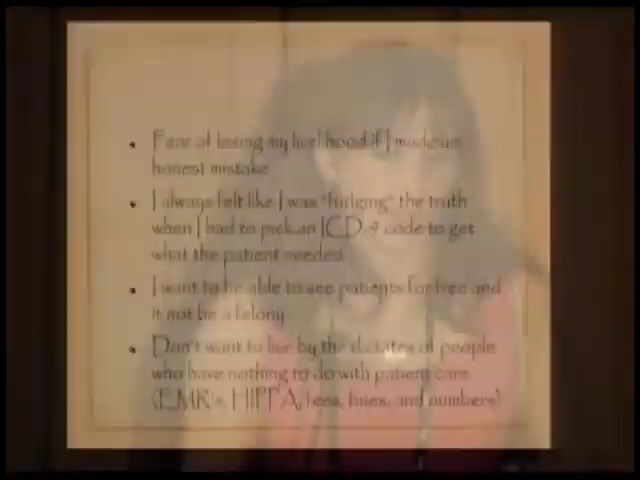 • Fear of losing my livelihood if I made an
honest mistake
• I always felt like I was "fudging" the truth
when I had to pick an ICD-9 code to get
what the patient needed
• I want to be able to see patients for free and
it not be a felony
• Don't want to live by the dictates of people
who have nothing to do with patient care
(EMR's, HIPPA, fees, fines, and numbers)